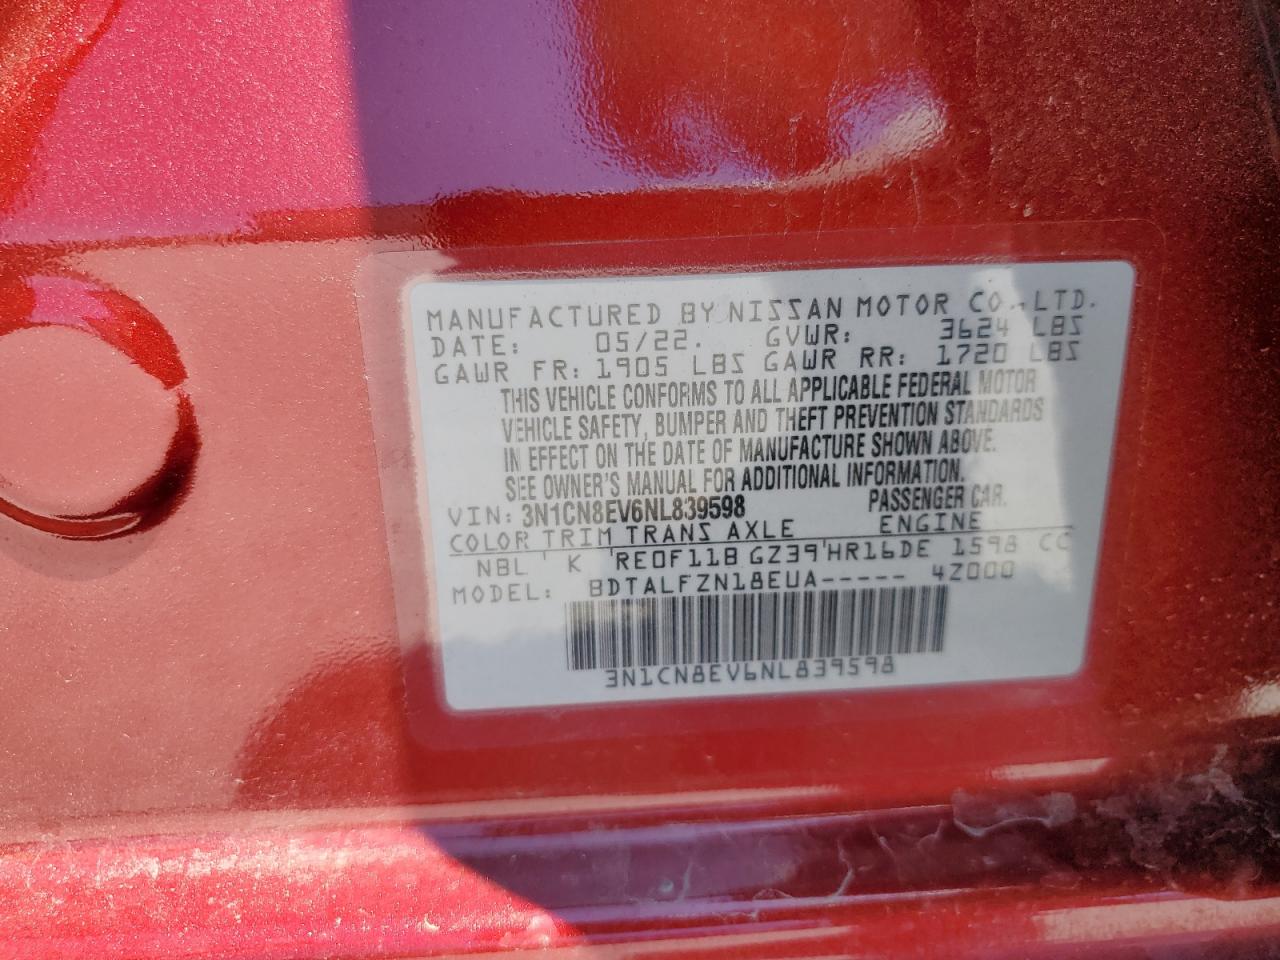 MANUFACTURED BY NISSAN MOTOR CO.,LTD.
DATE: 05/22. GVWR: 3624 LBS
GAWR FR: 1905 LBS GAWR RR: 1720 LBS
THIS VEHICLE CONFORMS TO ALL APPLICABLE FEDERAL MOTOR
VEHICLE SAFETY, BUMPER AND THEFT PREVENTION STANDARDS
IN EFFECT ON THE DATE OF MANUFACTURE SHOWN ABOVE.
SEE OWNER'S MANUAL FOR ADDITIONAL INFORMATION.
VIN: 3N1CN8EV6NL839598 PASSENGER CAR.
COLOR TRIM TRANS AXLE ENGINE
NBL K RE0F11B GZ39 HR16DE 1598 CC
MODEL: BDTALFZN18EUA----- 42000
3N1CN8EV6NL839598